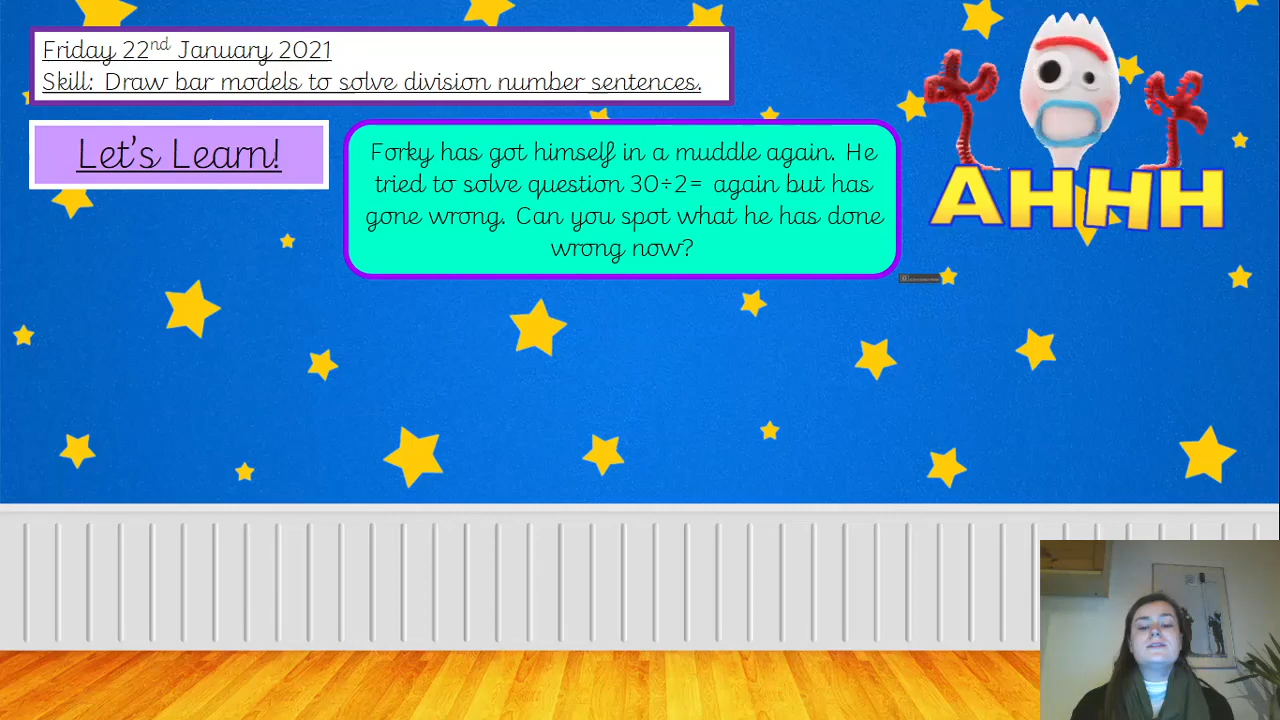 Friday 22nd January 2021
Skill: Draw bar models to solve division number sentences.
Let's Learn!
Forky has got himself in a muddle again. He
tried to solve question 30÷2= again but has
gone wrong. Can you spot what he has done
wrong now?
AHHH